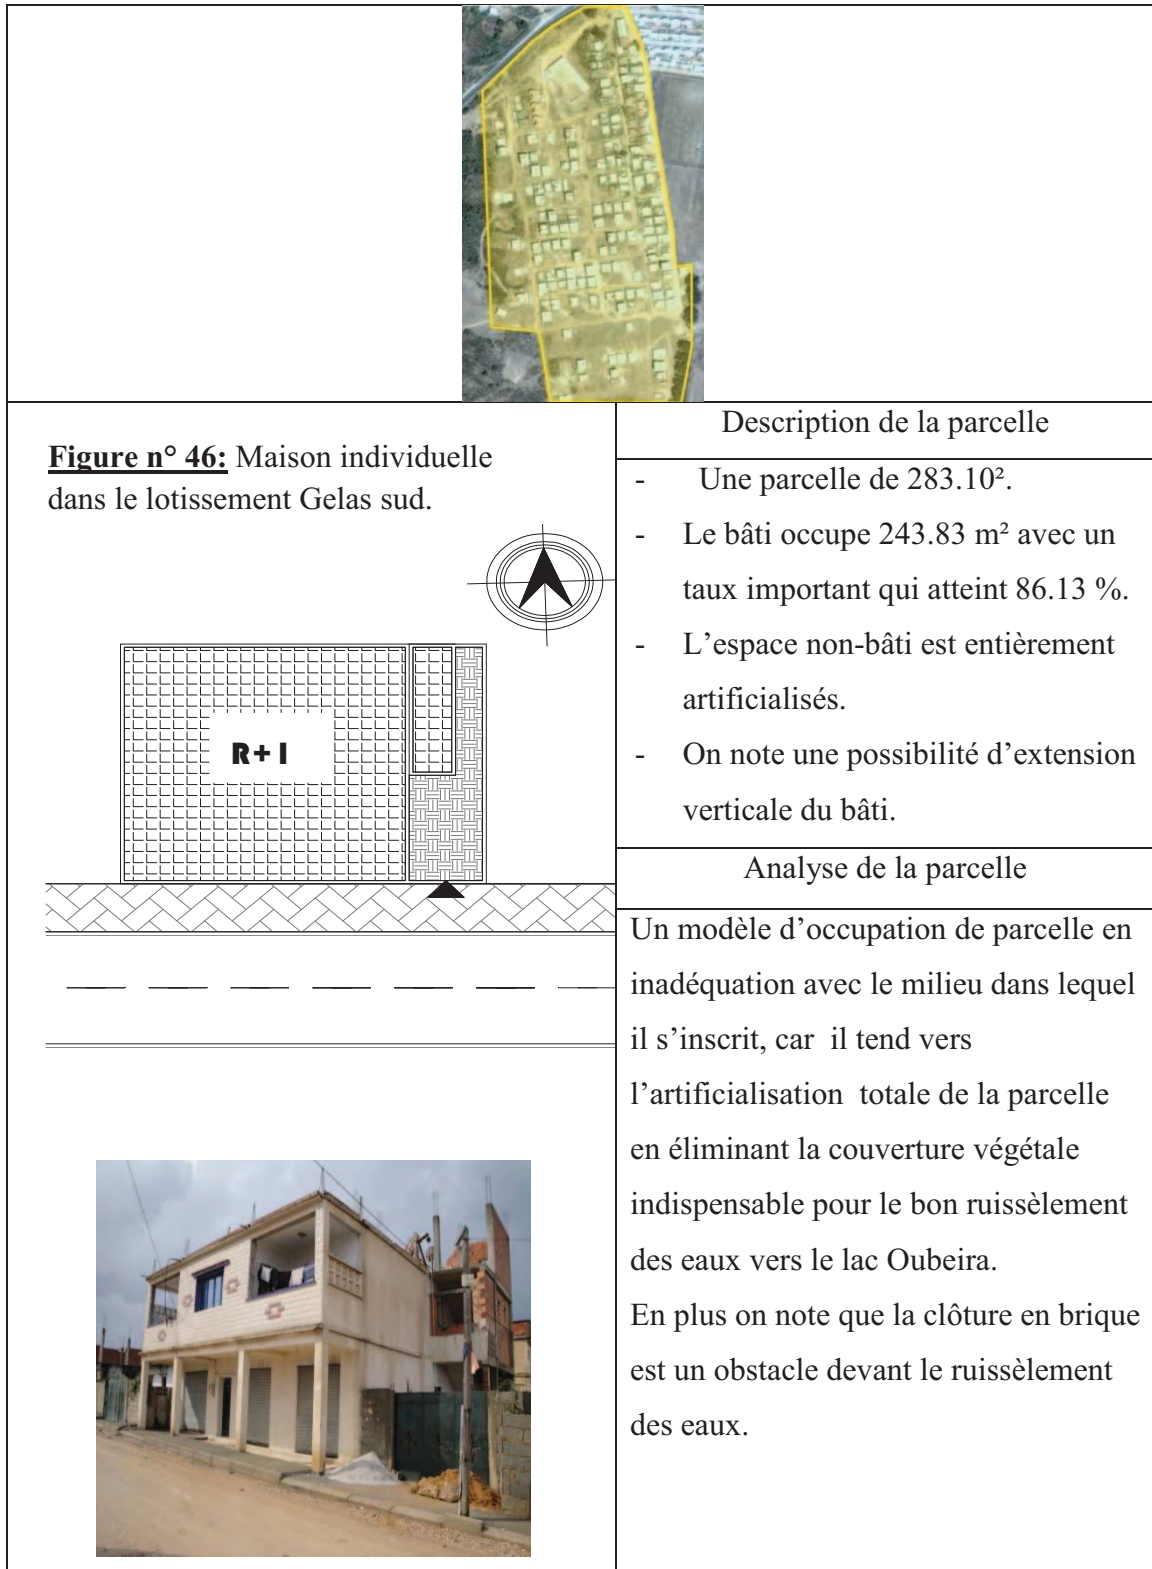 Figure n° 46: Maison individuelle
dans le lotissement Gelas sud.
R+1
Description de la parcelle
- Une parcelle de 283.10².
- Le bâti occupe 243.83 m² avec un
taux important qui atteint 86.13 %.
- L’espace non-bâti est entièrement
artificialisés.
- On note une possibilité d’extension
verticale du bâti.
Analyse de la parcelle
Un modèle d’occupation de parcelle en
inadéquation avec le milieu dans lequel
il s’inscrit, car il tend vers
l’artificialisation totale de la parcelle
en éliminant la couverture végétale
indispensable pour le bon ruissèlement
des eaux vers le lac Oubeira.
En plus on note que la clôture en brique
est un obstacle devant le ruissèlement
des eaux.